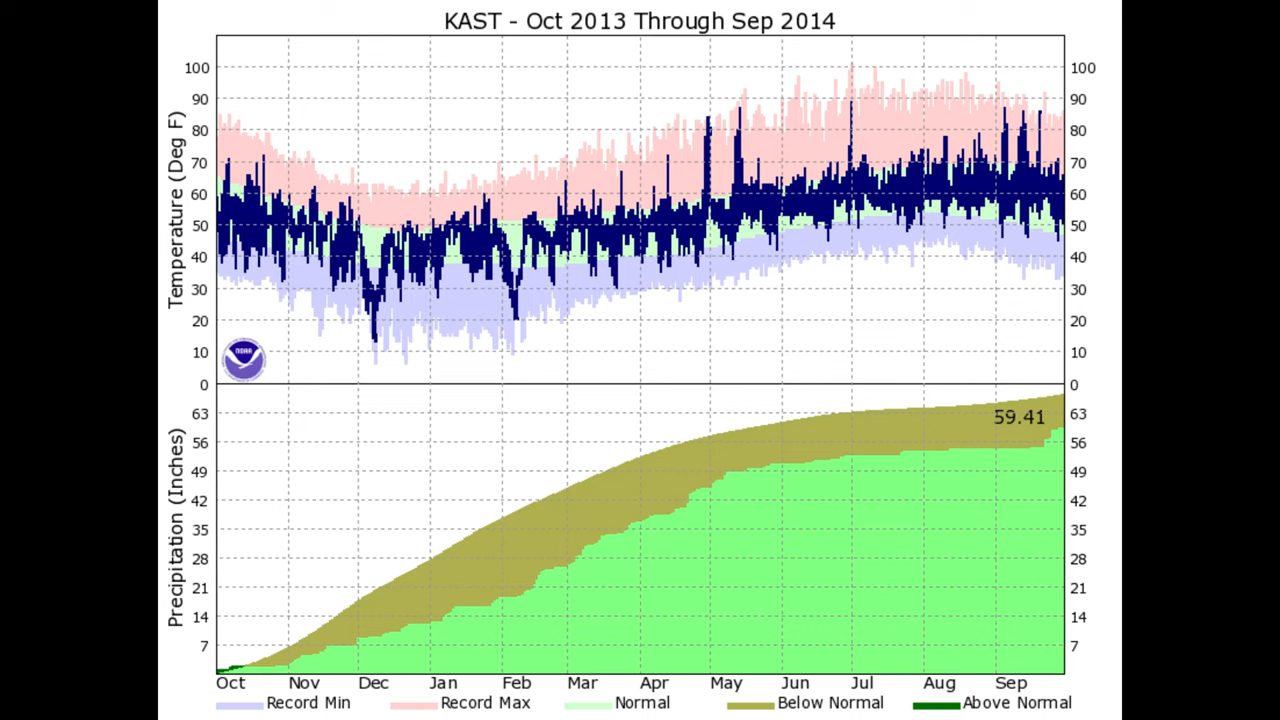 KAST - Oct 2013 Through Sep 2014
Temperature (Deg F)
100 100
90 90
80 80
70 70
60 60
50 50
40 40
30 30
20 20
10 10
0 0
NOAA
Precipitation (Inches)
63 59.41 63
56 56
49 49
42 42
35 35
28 28
21 21
14 14
7 7
Oct Nov Dec Jan Feb Mar Apr May Jun Jul Aug Sep
Record Min Record Max Normal Below Normal Above Normal